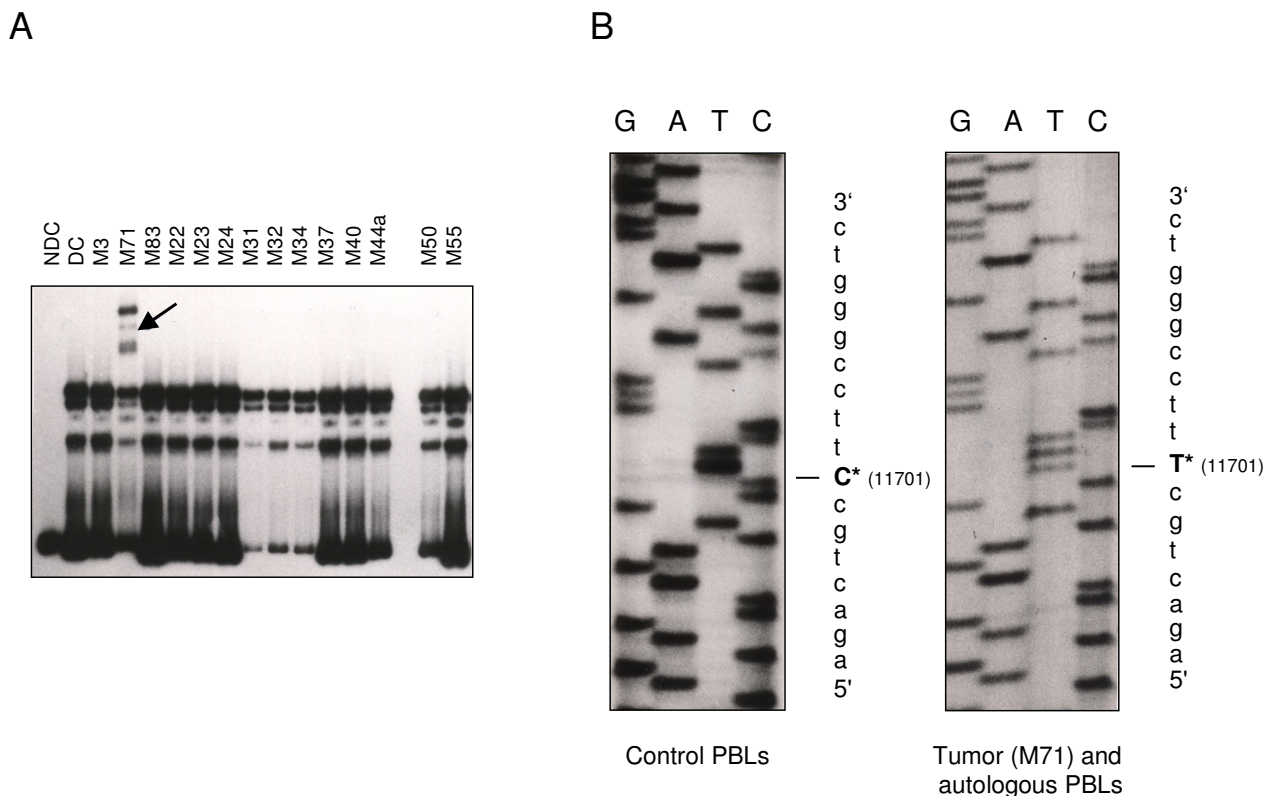 A
B
NDC
DC
M3
M71
M83
M22
M23
M24
M31
M32
M34
M37
M40
M44a
M50
M55
G A T C
3‘
c
t
g
g
g
c
c
t
t
C* (11701)
c
g
t
c
a
g
a
5'
Control PBLs
G A T C
3‘
c
t
g
g
g
c
c
t
t
T* (11701)
c
g
t
c
a
g
a
5'
Tumor (M71) and
autologous PBLs